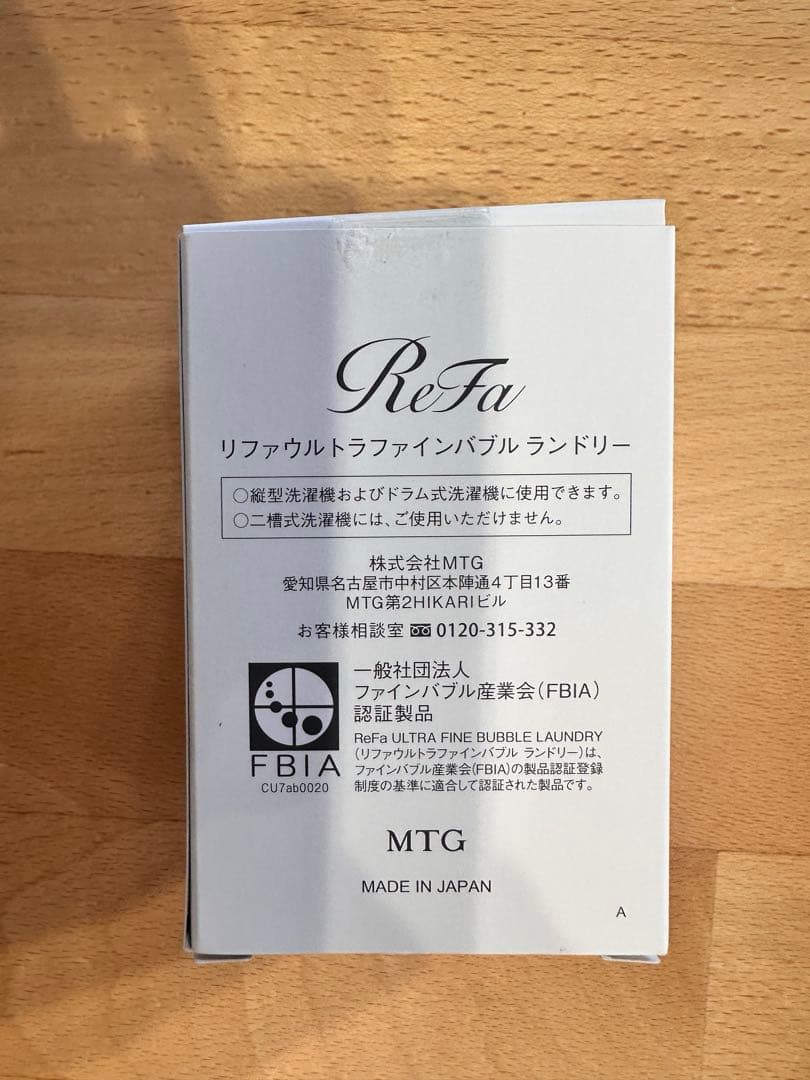 ReFa
リファウルトラファインバブル ランドリー
○縦型洗濯機およびドラム式洗濯機に使用できます。
○二槽式洗濯機には、ご使用いただけません。
株式会社MTG
愛知県名古屋市中村区本陣通4丁目13番
MTG第2HIKARIビル
お客様相談室 0120-315-332
一般社団法人
ファインバブル産業会(FBIA)
認証製品
ReFa ULTRA FINE BUBBLE LAUNDRY
(リファウルトラファインバブル ランドリー)は、
ファインバブル産業会(FBIA)の製品認証登録
制度の基準に適合して認証された製品です。
FBIA
CU7ab0020
MTG
MADE IN JAPAN
A